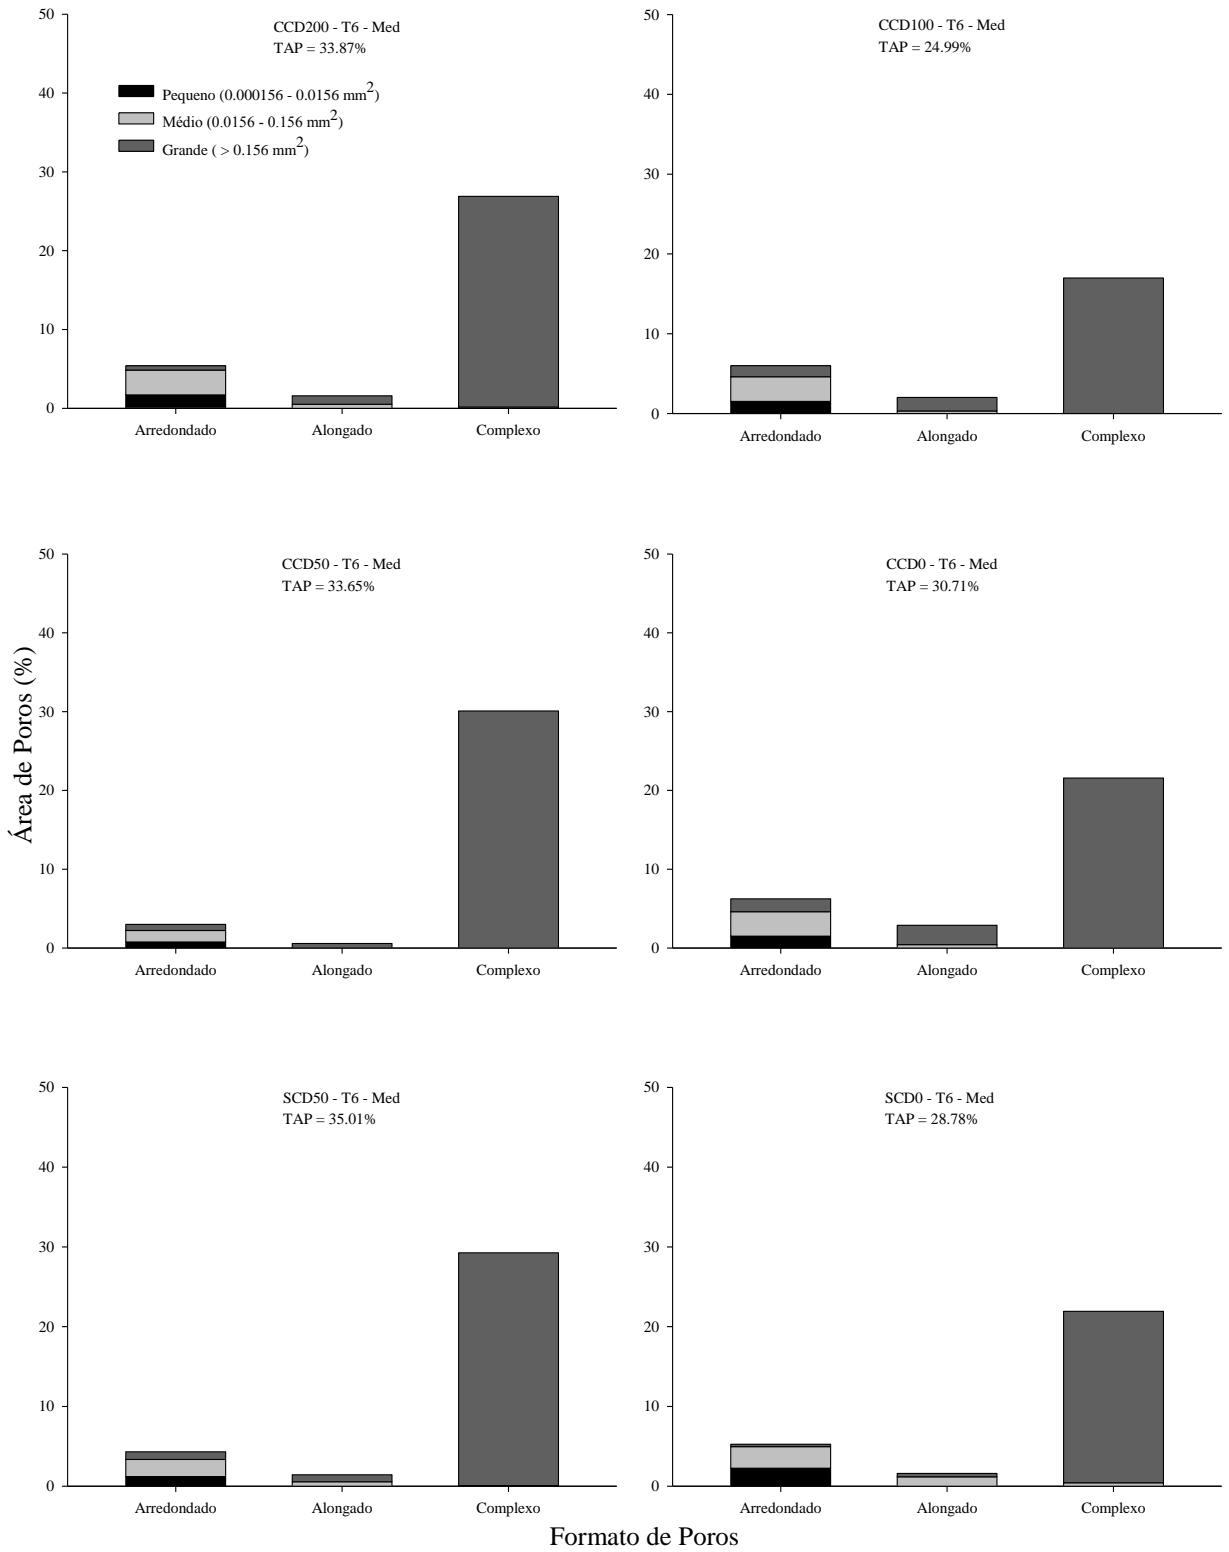 CCD200 - T6 - Med
TAP = 33.87%
Pequeno (0.000156 - 0.0156 mm2)
Médio (0.0156 - 0.156 mm2)
Grande ( > 0.156 mm2)
50
40
30
20
10
0
Arredondado Alongado Complexo
CCD100 - T6 - Med
TAP = 24.99%
50
40
30
20
10
0
Arredondado Alongado Complexo
Área de Poros (%)
CCD50 - T6 - Med
TAP = 33.65%
50
40
30
20
10
0
Arredondado Alongado Complexo
CCD0 - T6 - Med
TAP = 30.71%
50
40
30
20
10
0
Arredondado Alongado Complexo
SCD50 - T6 - Med
TAP = 35.01%
50
40
30
20
10
0
Arredondado Alongado Complexo
SCD0 - T6 - Med
TAP = 28.78%
50
40
30
20
10
0
Arredondado Alongado Complexo
Formato de Poros